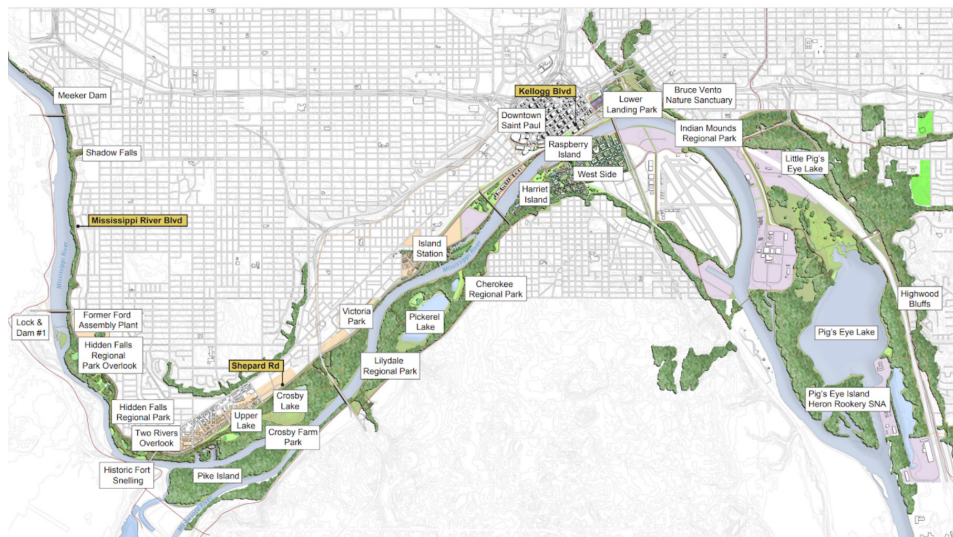 Meeker Dam
Shadow Falls
Mississippi River Blvd
Mississippi River
Lock &
Dam #1
Former Ford
Assembly Plant
Hidden Falls
Regional
Park Overlook
Hidden Falls
Regional Park
Two Rivers
Overlook
Historic Fort
Snelling
Pike Island
Upper
Lake
Shepard Rd
Crosby
Lake
Crosby Farm
Park
Victoria
Park
Lilydale
Regional Park
Pickerel
Lake
Cherokee
Regional Park
Island
Station
Mississippi River
Harriet
Island
West Side
Raspberry
Island
Downtown
Saint Paul
Kellogg Blvd
Lower
Landing Park
Bruce Vento
Nature Sanctuary
Indian Mounds
Regional Park
Little Pig's
Eye Lake
Highwood
Bluffs
Pig's Eye Lake
Pig's Eye Island
Heron Rookery SNA